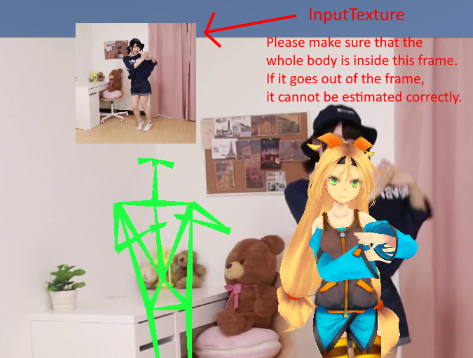 InputTexture
Please make sure that the
whole body is inside this frame.
If it goes out of the frame,
it cannot be estimated correctly.